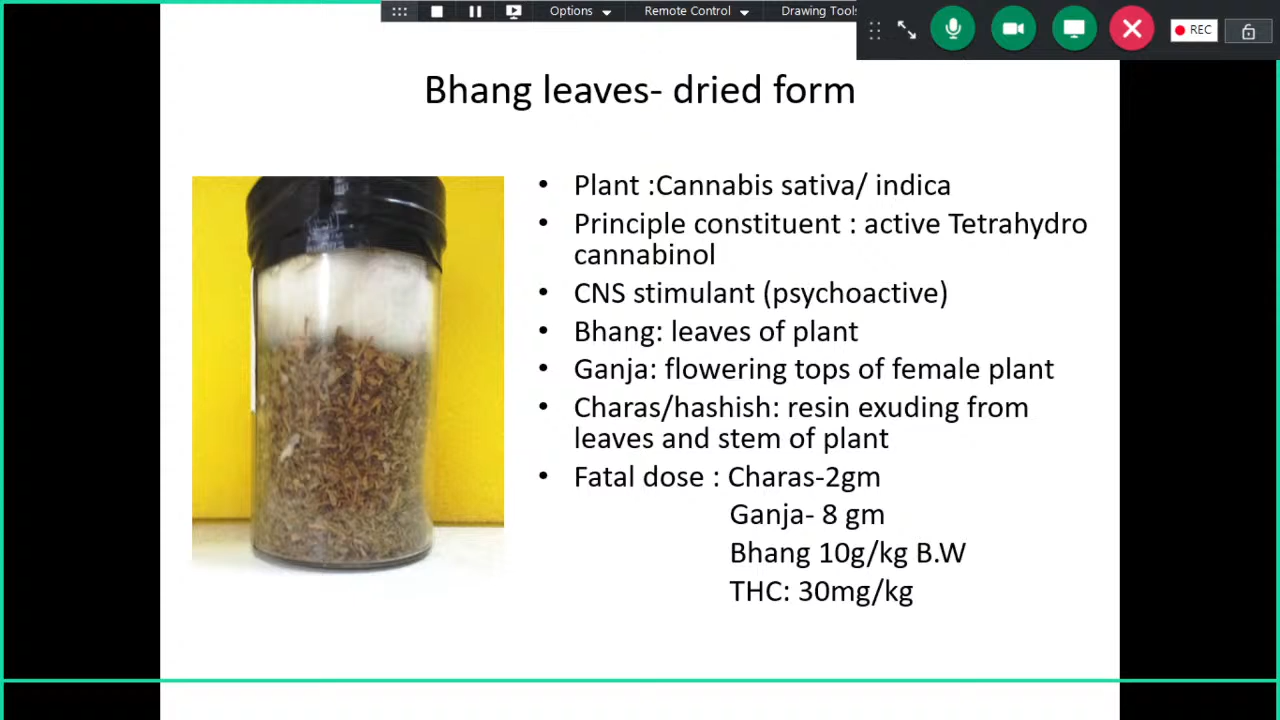 Options
Remote Control
Drawing Tools
REC
Bhang leaves- dried form
• Plant :Cannabis sativa/ indica
• Principle constituent : active Tetrahydro
cannabinol
• CNS stimulant (psychoactive)
• Bhang: leaves of plant
• Ganja: flowering tops of female plant
• Charas/hashish: resin exuding from
leaves and stem of plant
• Fatal dose : Charas-2gm
Ganja- 8 gm
Bhang 10g/kg B.W
THC: 30mg/kg